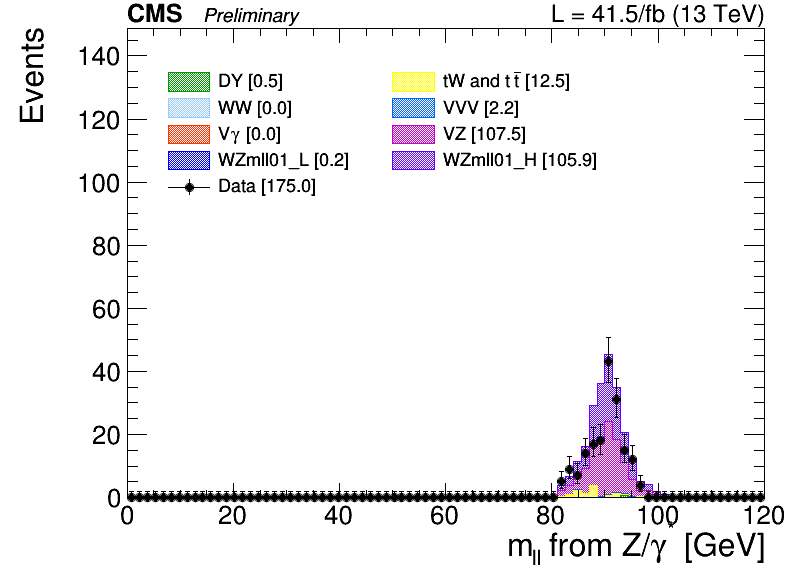 CMS Preliminary L = 41.5/fb (13 TeV)
Events
140
120
100
80
60
40
20
0
DY [0.5]
tW and tt̄ [12.5]
WW [0.0]
VVV [2.2]
Vγ [0.0]
VZ [107.5]
WZmll01_L [0.2]
WZmll01_H [105.9]
Data [175.0]
0 20 40 60 80 100 120
m_ll from Z/γ* [GeV]